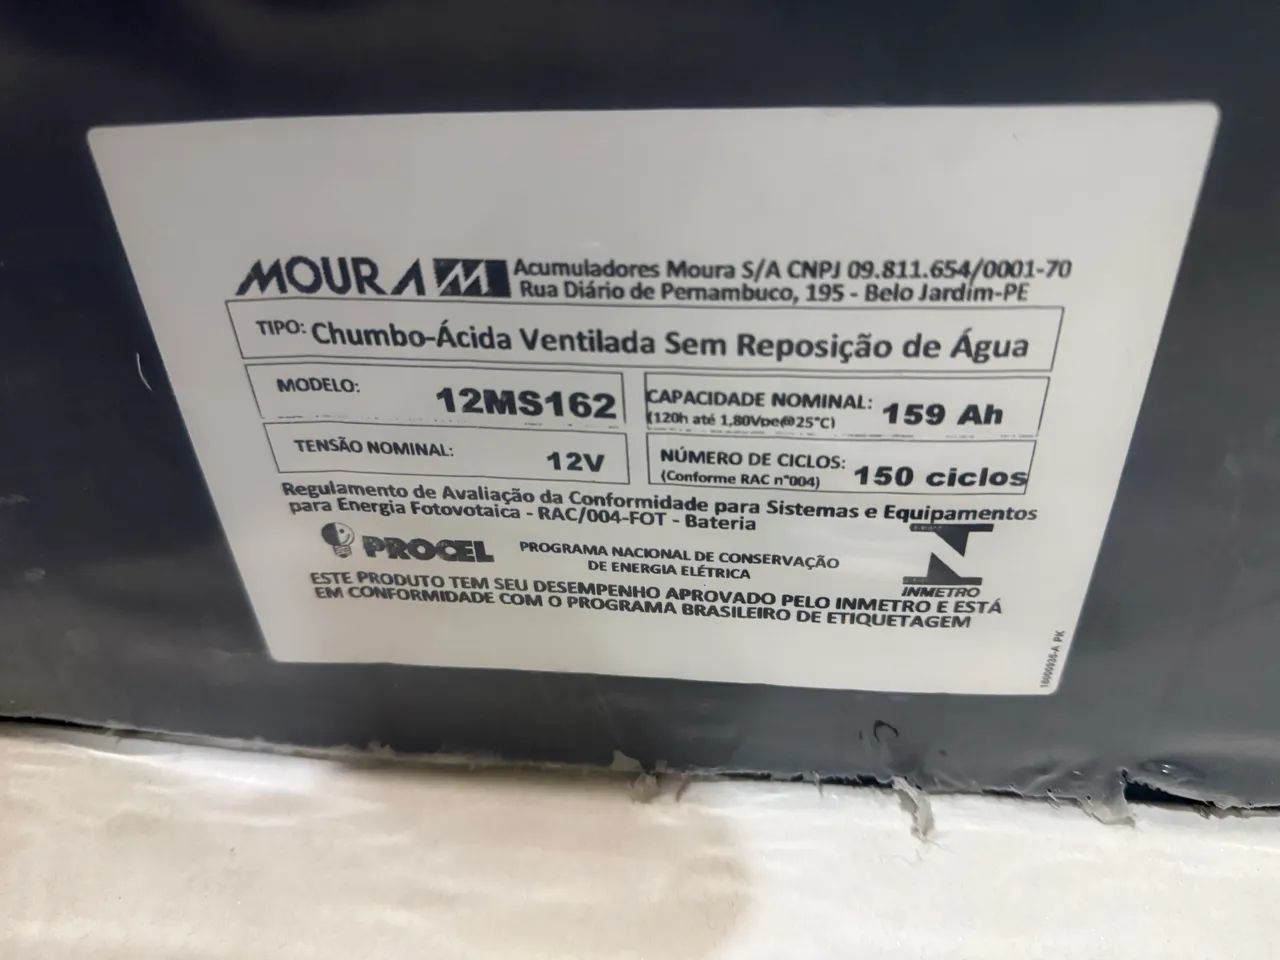 MOURA Acumuladores Moura S/A CNPJ 09.811.654/0001-70
Rua Diário de Pernambuco, 195 - Belo Jardim-PE
TIPO: Chumbo-Ácida Ventilada Sem Reposição de Água
MODELO: 12MS162
CAPACIDADE NOMINAL: 159 Ah
(120h até 1,80Vpe@25°C)
TENSÃO NOMINAL: 12V
NÚMERO DE CICLOS: 150 ciclos
(Conforme RAC n°004)
Regulamento de Avaliação da Conformidade para Sistemas e Equipamentos
para Energia Fotovotaica - RAC/004-FOT - Bateria
PROCEL PROGRAMA NACIONAL DE CONSERVAÇÃO
DE ENERGIA ELÉTRICA
INMETRO
ESTE PRODUTO TEM SEU DESEMPENHO APROVADO PELO INMETRO E ESTÁ
EM CONFORMIDADE COM O PROGRAMA BRASILEIRO DE ETIQUETAGEM